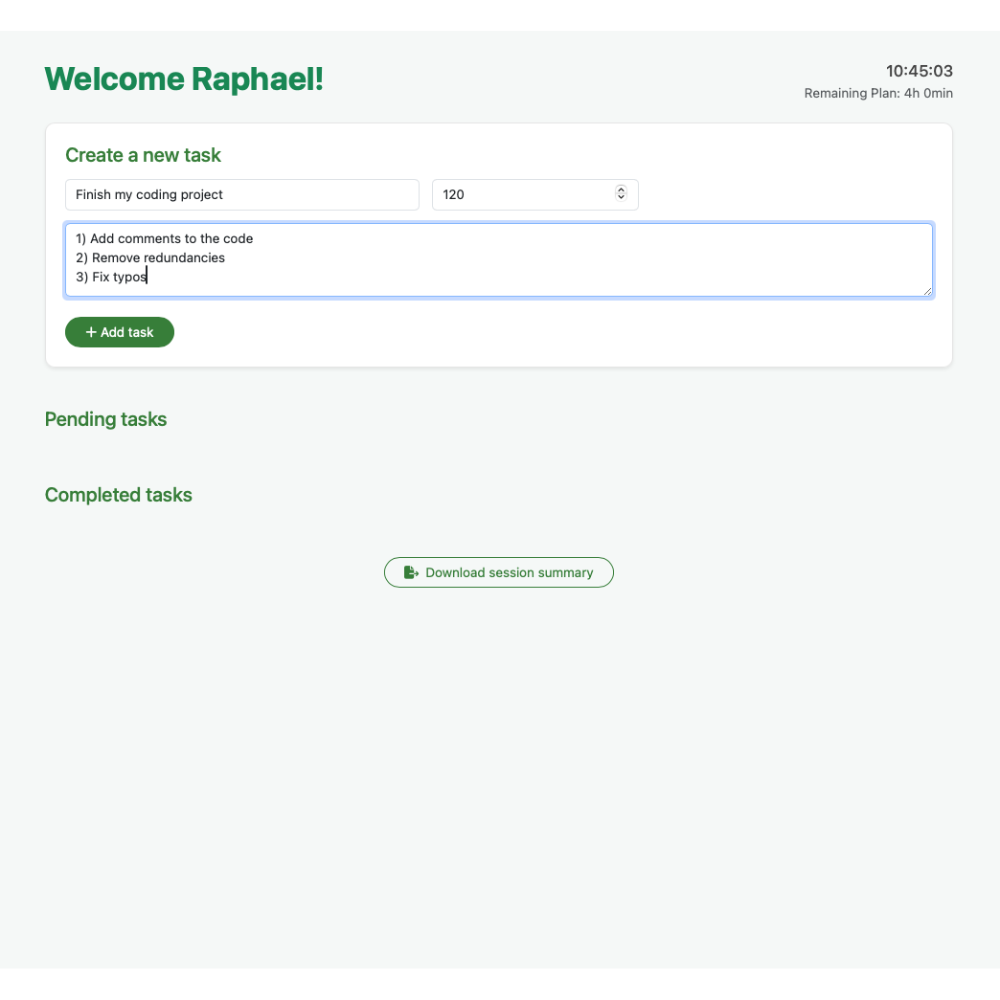 Welcome Raphael!
10:45:03
Remaining Plan: 4h 0min
Create a new task
Finish my coding project
120
1) Add comments to the code
2) Remove redundancies
3) Fix typos
+ Add task
Pending tasks
Completed tasks
Download session summary